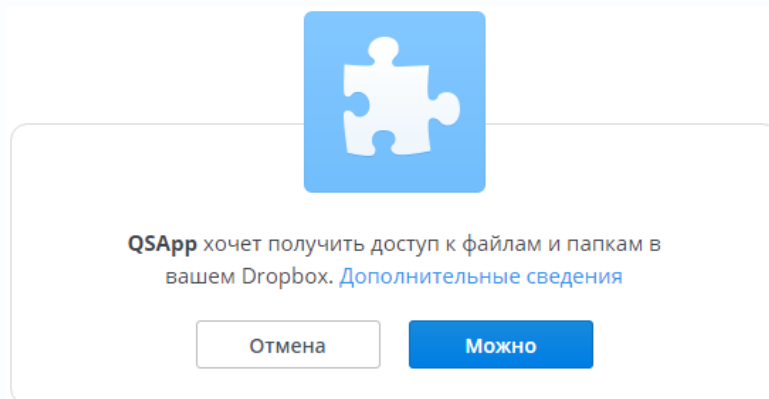 QSApp хочет получить доступ к файлам и папкам в
вашем Dropbox. Дополнительные сведения
Отмена
Можно